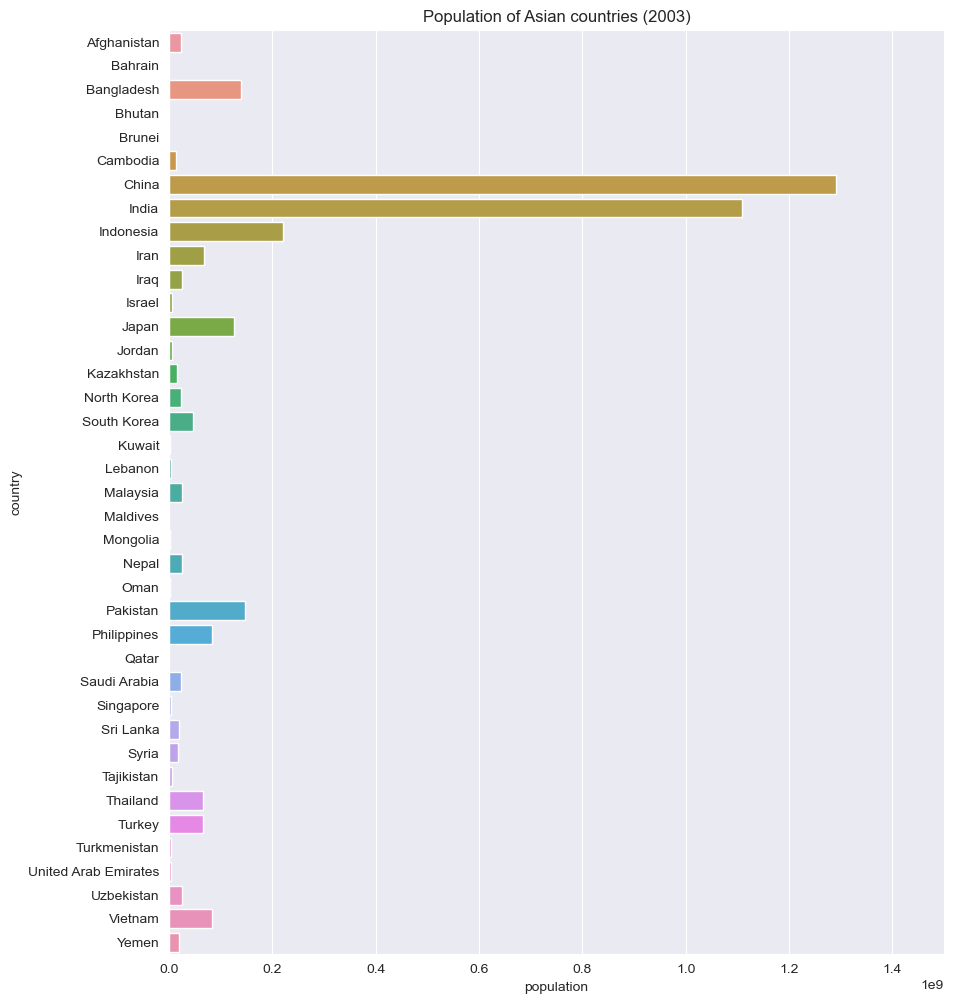 Population of Asian countries (2003)
Afghanistan
Bahrain
Bangladesh
Bhutan
Brunei
Cambodia
China
India
Indonesia
Iran
Iraq
Israel
Japan
Jordan
Kazakhstan
North Korea
South Korea
Kuwait
Lebanon
Malaysia
Maldives
Mongolia
Nepal
Oman
Pakistan
Philippines
Qatar
Saudi Arabia
Singapore
Sri Lanka
Syria
Tajikistan
Thailand
Turkey
Turkmenistan
United Arab Emirates
Uzbekistan
Vietnam
Yemen
country
0.0 0.2 0.4 0.6 0.8 1.0 1.2 1.4
1e9
population